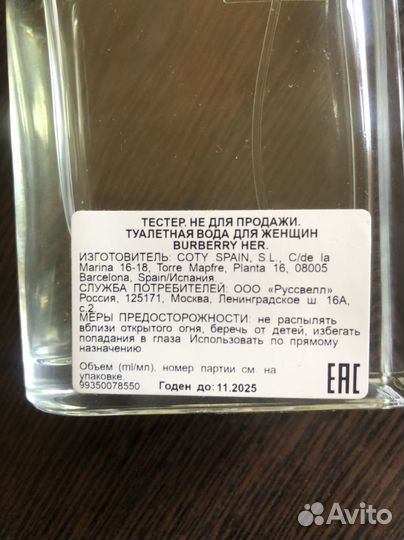 ТЕСТЕР. НЕ ДЛЯ ПРОДАЖИ.
ТУАЛЕТНАЯ ВОДА ДЛЯ ЖЕНЩИН
BURBERRY HER.
ИЗГОТОВИТЕЛЬ: COTY SPAIN, S.L., C/de la
Marina 16-18, Torre Mapfre, Planta 16, 08005
Barcelona, Spain/Испания.
СЛУЖБА ПОТРЕБИТЕЛЕЙ: ООО «Руссвелл»
Россия, 125171, Москва, Ленинградское ш 16А,
с.2
МЕРЫ ПРЕДОСТОРОЖНОСТИ: не распылять
вблизи открытого огня, беречь от детей, избегать
попадания в глаза Использовать по прямому
назначению
Объем (ml/мл), номер партии см. на
упаковке.
99350078550 Годен до: 11.2025
EAC
Avito